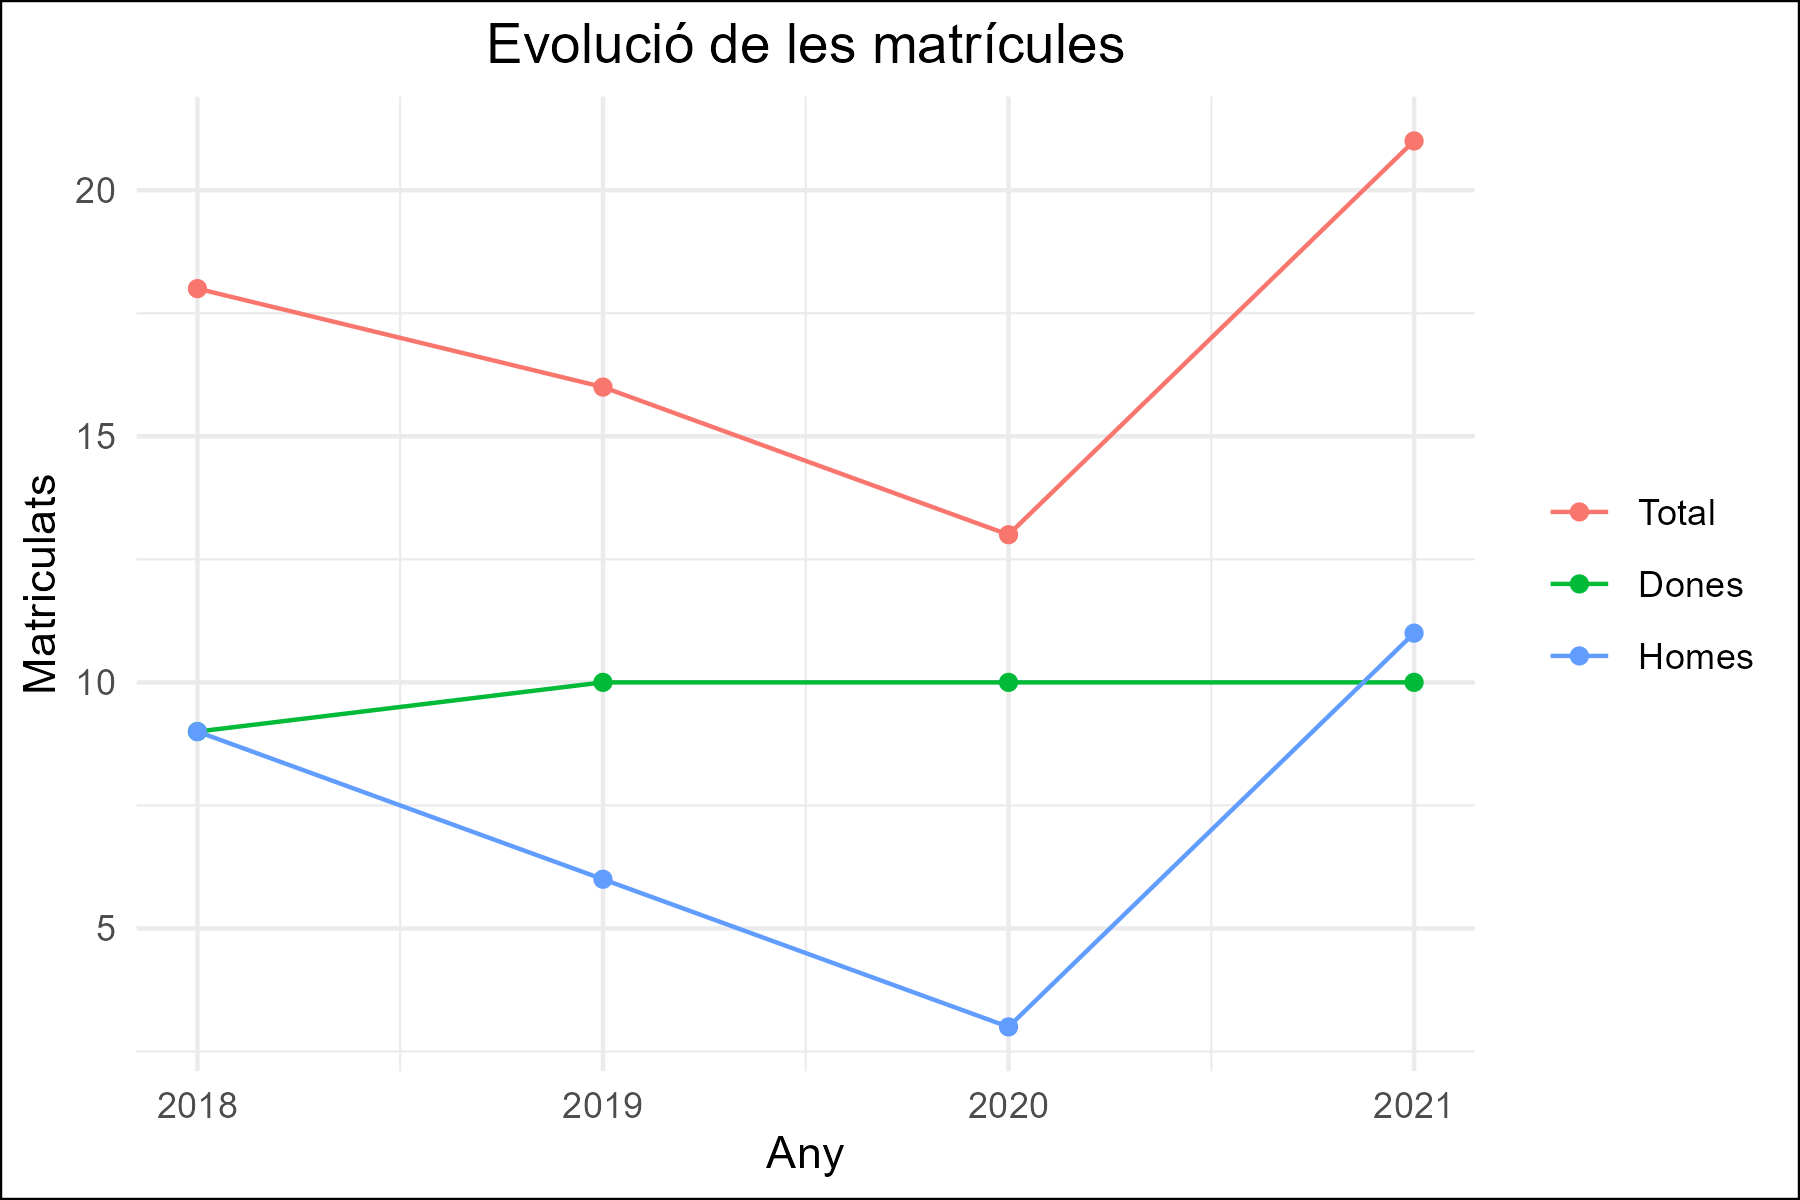 Evolució de les matrícules
Matriculats
20
15
10
5
2018
2019
2020
2021
Any
Total
Dones
Homes